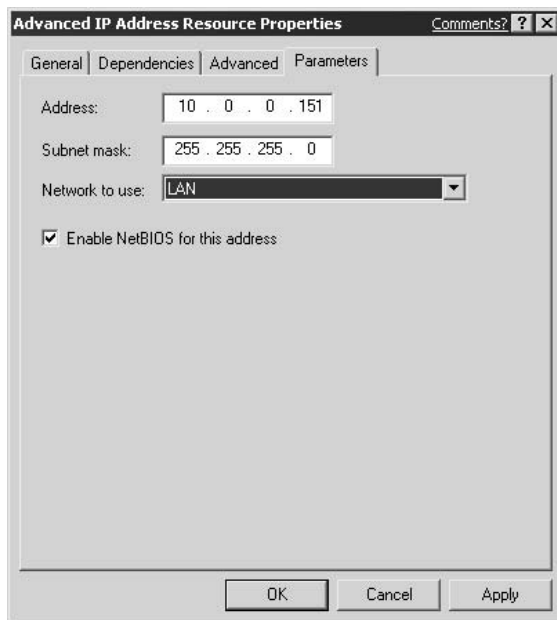 Advanced IP Address Resource Properties Comments? ? X
General Dependencies Advanced Parameters
Address: 10 . 0 . 0 . 151
Subnet mask: 255 . 255 . 255 . 0
Network to use: LAN
Enable NetBIOS for this address
OK Cancel Apply